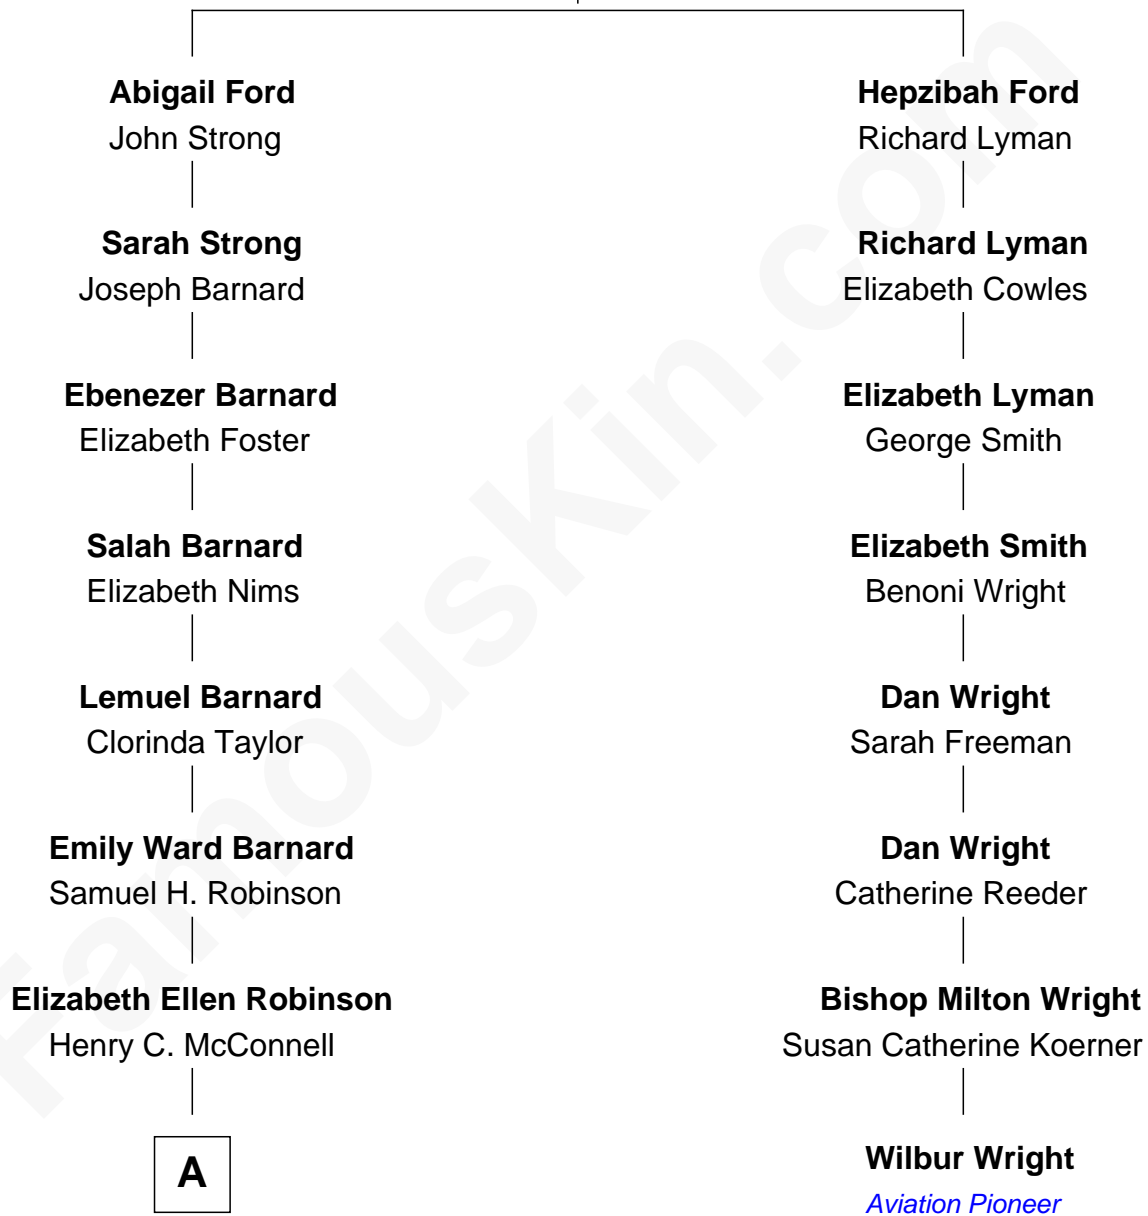 Abigail Ford
John Strong
Sarah Strong
Joseph Barnard
Ebenezer Barnard
Elizabeth Foster
Salah Barnard
Elizabeth Nims
Lemuel Barnard
Clorinda Taylor
Emily Ward Barnard
Samuel H. Robinson
Elizabeth Ellen Robinson
Henry C. McConnell
A
Hepzibah Ford
Richard Lyman
Richard Lyman
Elizabeth Cowles
Elizabeth Lyman
George Smith
Elizabeth Smith
Benoni Wright
Dan Wright
Sarah Freeman
Dan Wright
Catherine Reeder
Bishop Milton Wright
Susan Catherine Koerner
Wilbur Wright
Aviation Pioneer
FamousKin.com